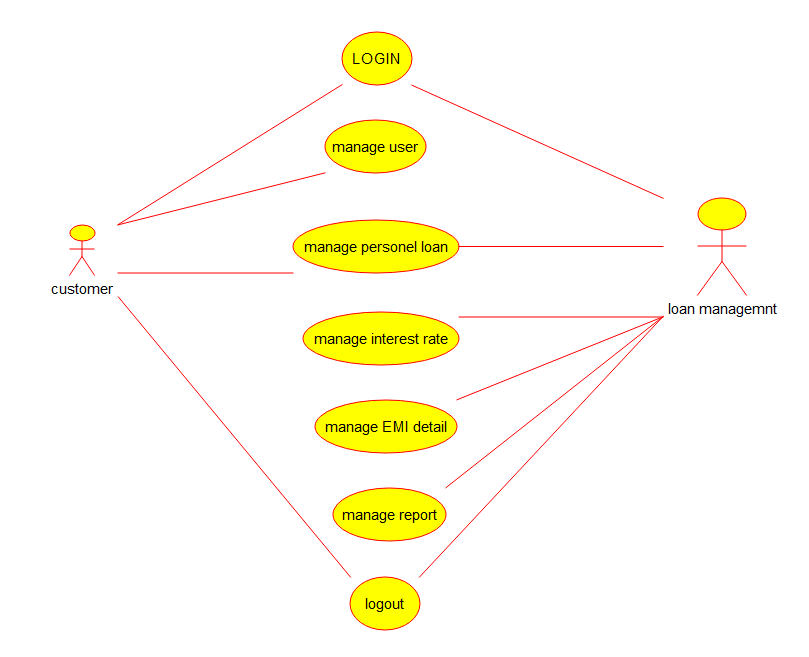 LOGIN
manage user
manage personel loan
customer
loan managemnt
manage interest rate
manage EMI detail
manage report
logout